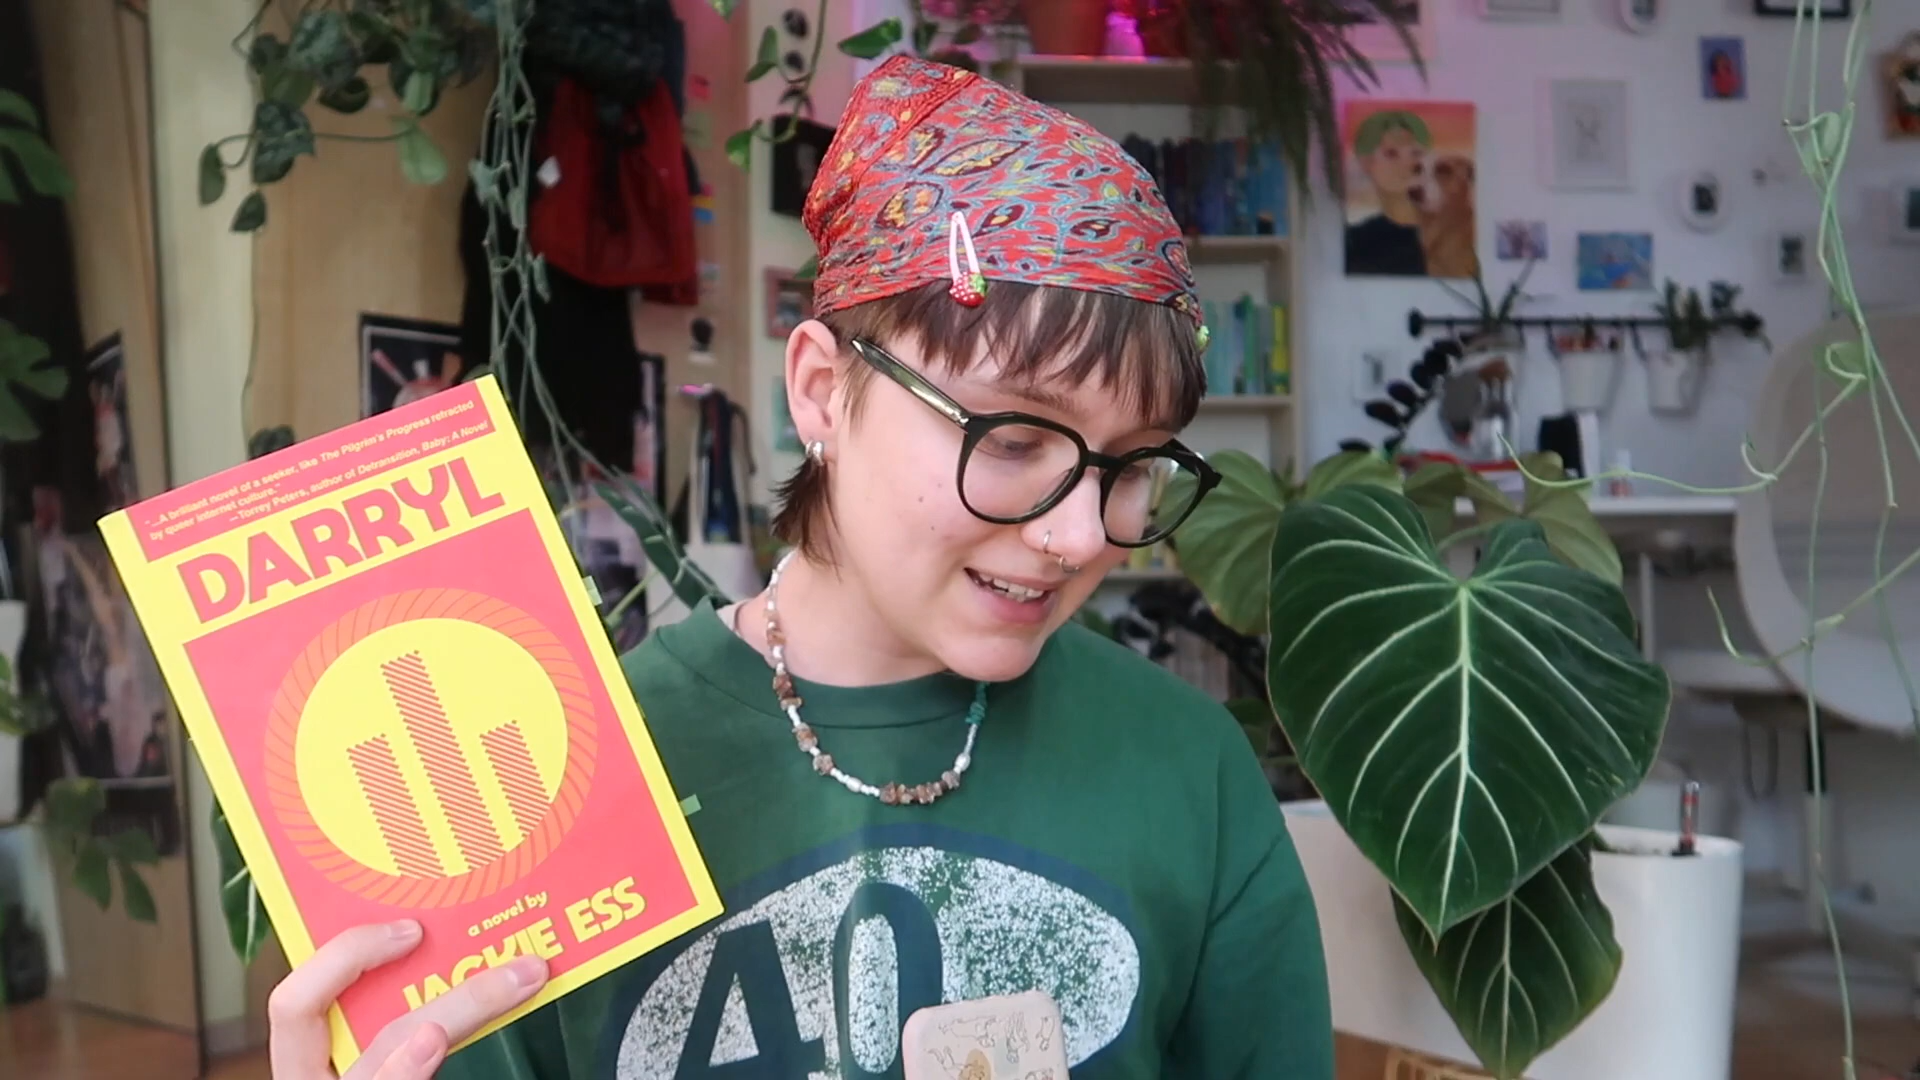 "...A brilliant novel of a seeker, like The Pilgrim's Progress refracted
by queer internet culture."
—Torrey Peters, author of Detransition, Baby: A Novel
DARRYL
a novel by
JACKIE ESS
40